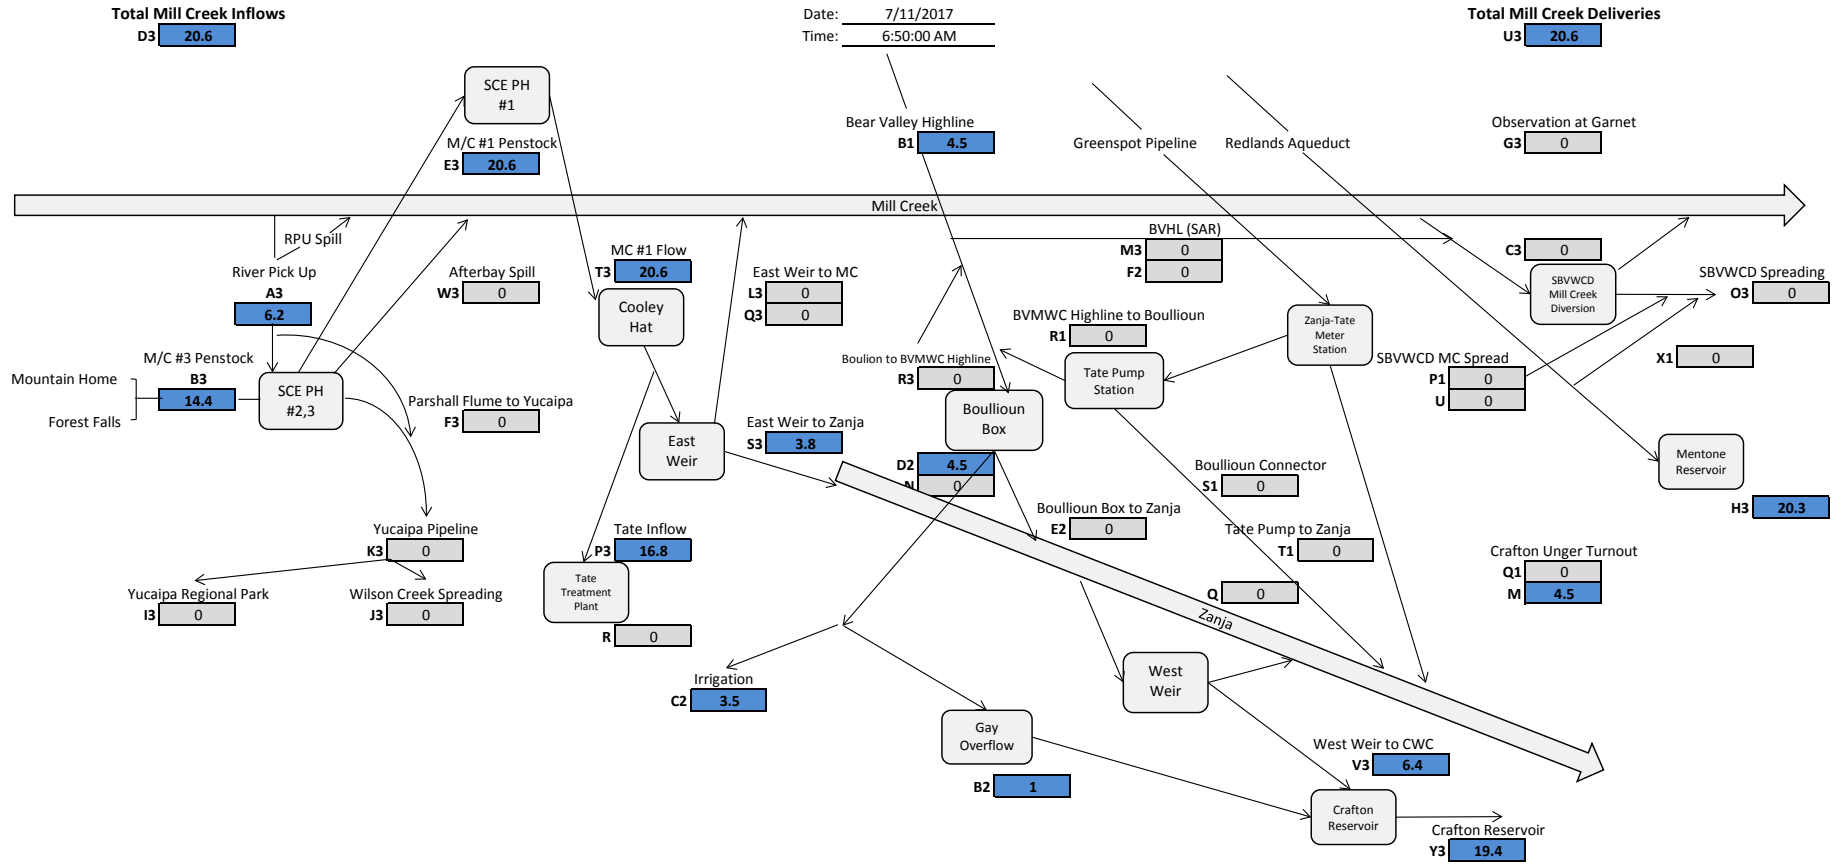 Total Mill Creek Inflows
D3 20.6
Date: 7/11/2017
Time: 6:50:00 AM
Total Mill Creek Deliveries
U3 20.6
SCE PH
#1
M/C #1 Penstock
E3 20.6
Bear Valley Highline
B1 4.5
Greenspot Pipeline
Redlands Aqueduct
Observation at Garnet
G3 0
Mill Creek
RPU Spill
River Pick Up
A3
6.2
Afterbay Spill
W3 0
MC #1 Flow
T3 20.6
Cooley
Hat
East Weir to MC
L3 0
Q3 0
BVHL (SAR)
M3 0
F2 0
C3 0
SBVWCD
Mill Creek
Diversion
SBVWCD Spreading
O3 0
BVMWC Highline to Boullioun
R1 0
Zanja-Tate
Meter
Station
M/C #3 Penstock
B3
14.4
Mountain Home
Forest Falls
SCE PH
#2,3
Parshall Flume to Yucaipa
F3 0
Boulion to BVMWC Highline
R3 0
Tate Pump
Station
SBVWCD MC Spread
P1 0
U 0
X1 0
Boullioun
Box
East
Weir
East Weir to Zanja
S3 3.8
D2 4.5
N 0
Boullioun Connector
S1 0
Mentone
Reservoir
H3 20.3
Boullioun Box to Zanja
E2 0
Tate Pump to Zanja
T1 0
Yucaipa Pipeline
K3 0
Tate Inflow
P3 16.8
Tate
Treatment
Plant
R 0
Crafton Unger Turnout
Q1 0
M 4.5
Yucaipa Regional Park
I3 0
Wilson Creek Spreading
J3 0
Q 0
Zanja
Irrigation
C2 3.5
West
Weir
Gay
Overflow
B2 1
West Weir to CWC
V3 6.4
Crafton
Reservoir
Crafton Reservoir
Y3 19.4